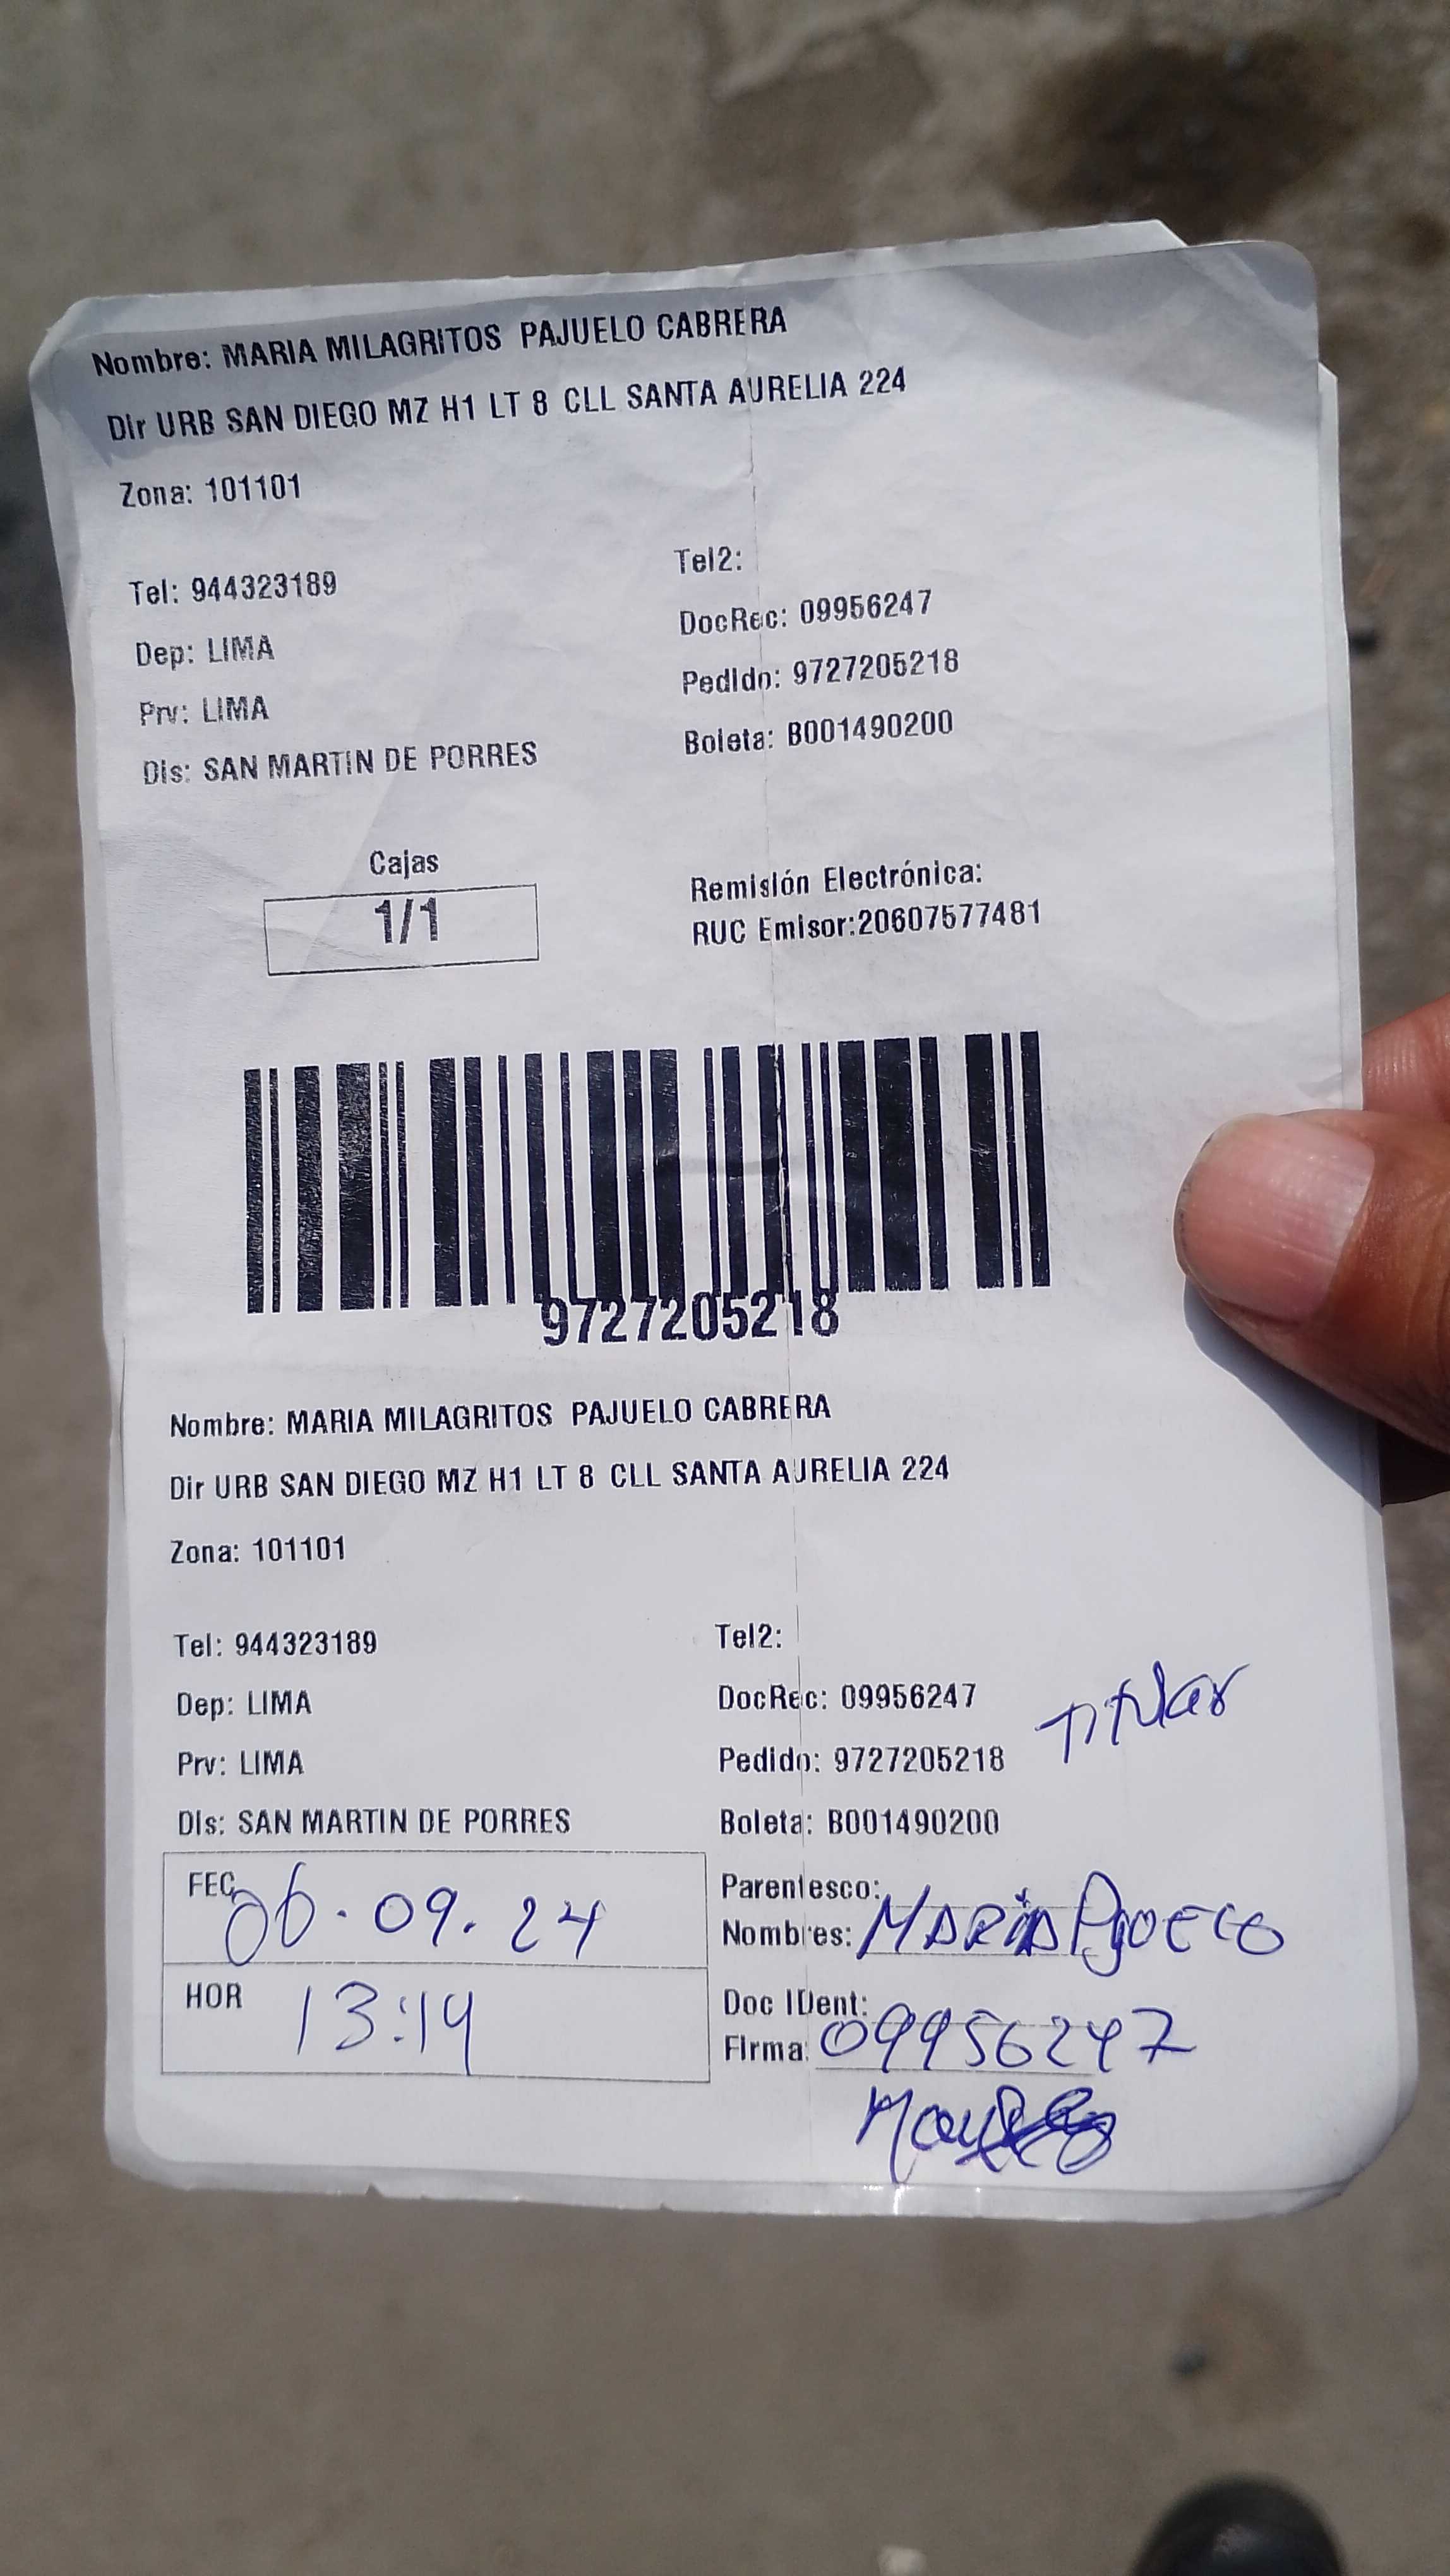 Nombre: MARIA MILAGRITOS PAJUELO CABRERA
Dir URB SAN DIEGO MZ H1 LT 8 CLL SANTA AURELIA 224
Zona: 101101
Tel: 944323189 Tel2:
Dep: LIMA DocRec: 09956247
Prv: LIMA Pedido: 9727205218
Dis: SAN MARTIN DE PORRES Boleta: B001490200
Cajas
1/1
Remisión Electrónica:
RUC Emisor:20607577481
9727205218
Nombre: MARIA MILAGRITOS PAJUELO CABRERA
Dir URB SAN DIEGO MZ H1 LT 8 CLL SANTA AURELIA 224
Zona: 101101
Tel: 944323189 Tel2:
Dep: LIMA DocRec: 09956247 Titular
Prv: LIMA Pedido: 9727205218
Dis: SAN MARTIN DE PORRES Boleta: B001490200
FEC 06.09.24
HOR 13:19
Parentesco:
Nombres: MARIA
Doc IDent:
Firma: 09956247